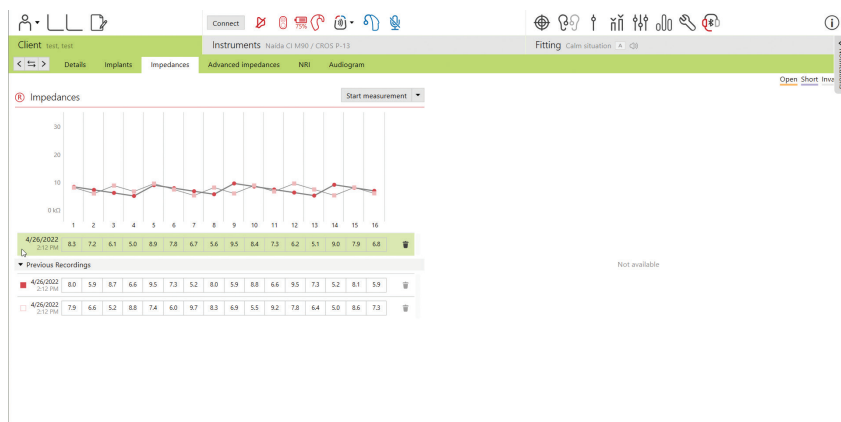 Connect
75%
Client test, test
Instruments Naída CI M90 / CROS P-13
Fitting Calm situation A
Details Implants Impedances Advanced impedances NRI Audiogram
Open Short
R Impedances
Start measurement
30
20
10
0 kΩ
1 2 3 4 5 6 7 8 9 10 11 12 13 14 15 16
4/26/2022 8.3 7.2 6.1 5.0 8.9 7.8 6.7 5.6 9.5 8.4 7.3 6.2 5.1 9.0 7.9 6.8
2:12 PM
Previous Recordings
Not available
4/26/2022 8.0 5.9 8.7 6.6 9.5 7.3 5.2 8.0 5.9 8.8 6.6 9.5 7.3 5.2 8.1 5.9
2:12 PM
4/26/2022 7.9 6.6 5.2 8.8 7.4 6.0 9.7 8.3 6.9 5.5 9.2 7.8 6.4 5.0 8.6 7.3
2:12 PM